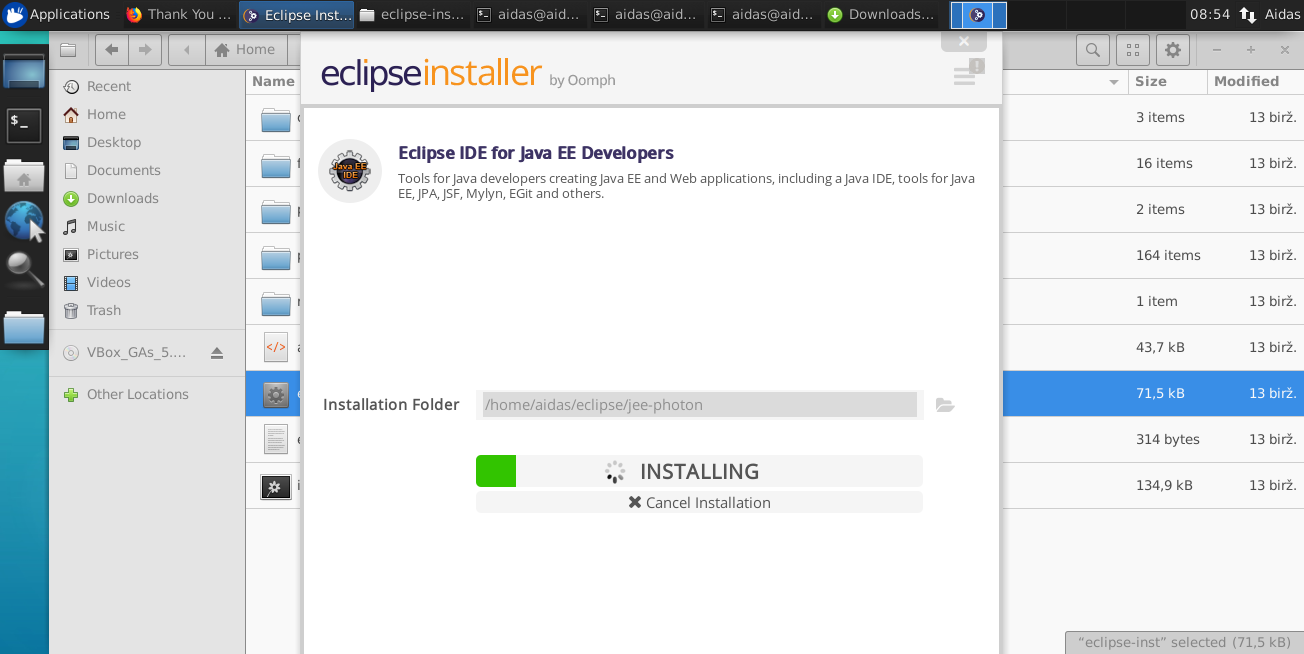 Applications
Thank You ...
Eclipse Inst...
eclipse-ins...
aidas@aid...
aidas@aid...
aidas@aid...
Downloads...
08:54
Aidas
Home
Recent
Home
Desktop
Documents
Downloads
Music
Pictures
Videos
Trash
VBox_GAs_5....
Other Locations
Name
Size
Modified
3 items 13 birž.
16 items 13 birž.
2 items 13 birž.
164 items 13 birž.
1 item 13 birž.
43,7 kB 13 birž.
71,5 kB 13 birž.
314 bytes 13 birž.
134,9 kB 13 birž.
eclipseinstaller by Oomph
Java EE
IDE
Eclipse IDE for Java EE Developers
Tools for Java developers creating Java EE and Web applications, including a Java IDE, tools for Java
EE, JPA, JSF, Mylyn, EGit and others.
Installation Folder
/home/aidas/eclipse/jee-photon
INSTALLING
Cancel Installation
“eclipse-inst” selected (71,5 kB)